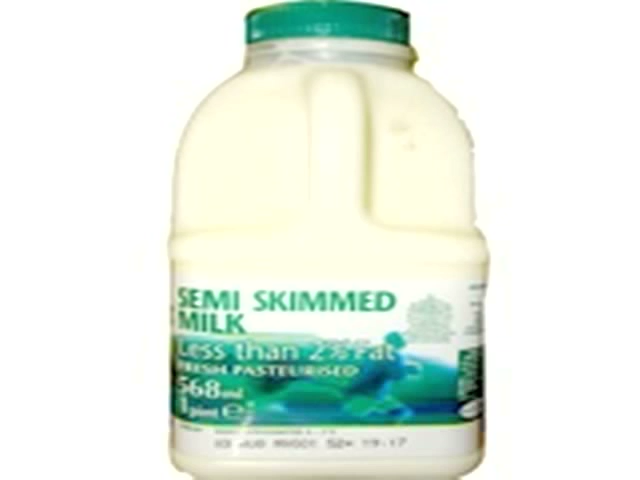 SEMI SKIMMED
MILK
Less than 2% Fat
FRESH PASTEURISED
568ml
1 pint e